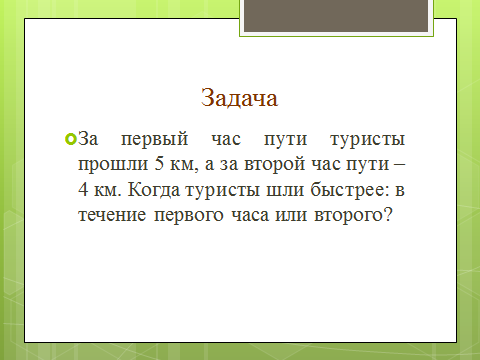 Задача
За первый час пути туристы
прошли 5 км, а за второй час пути –
4 км. Когда туристы шли быстрее: в
течение первого часа или второго?